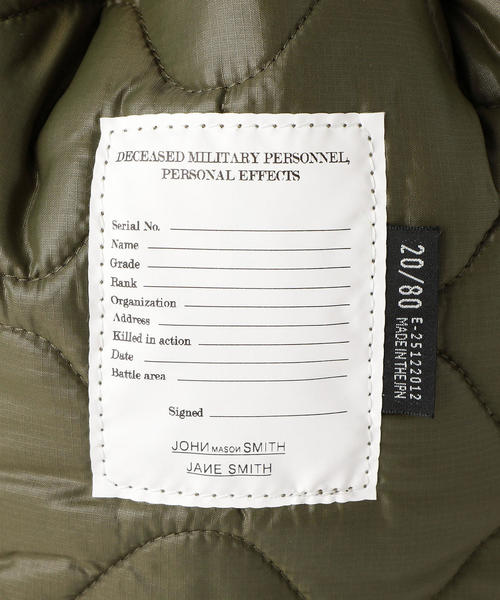 DECEASED MILITARY PERSONNEL,
PERSONAL EFFECTS
Serial No.
Name
Grade
Rank
Organization
Address
Killed in action
Date
Battle area
Signed
JOHN MASON SMITH
JANE SMITH
20/80
E-25122012
MADE IN THE JPN